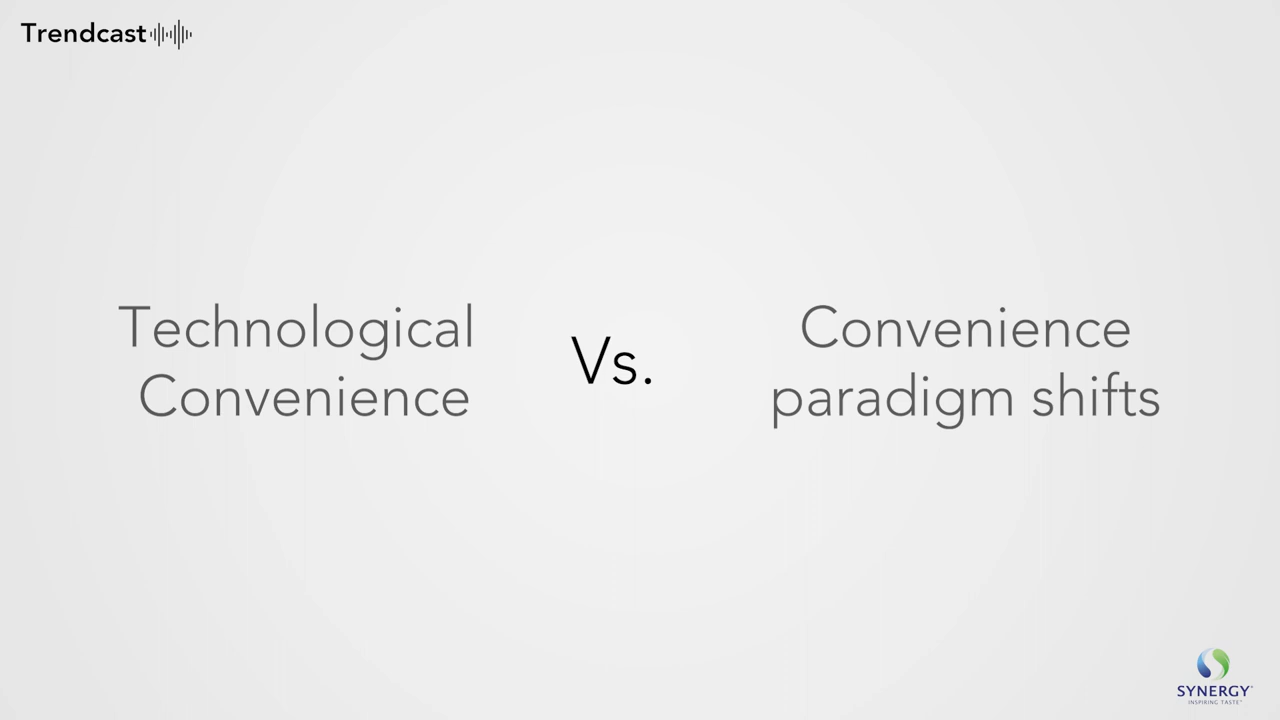 Trendcast
Technological
Convenience
Vs.
Convenience
paradigm shifts
SYNERGY
INSPIRING TASTE